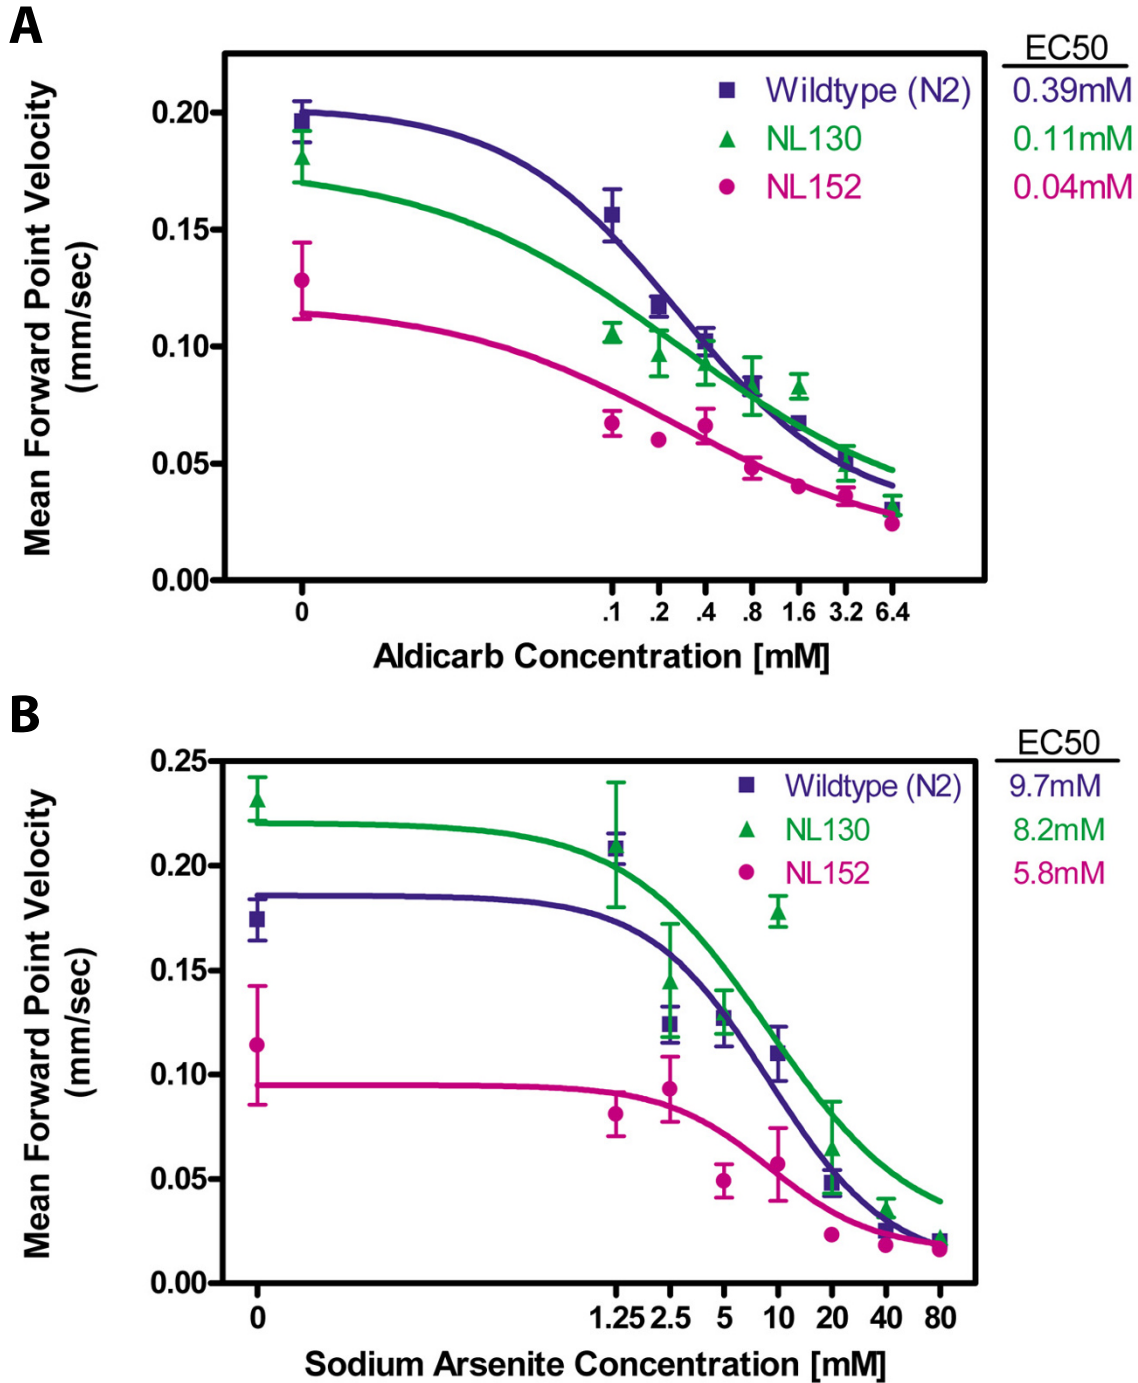 A
EC50
Wildtype (N2) 0.39mM
NL130 0.11mM
NL152 0.04mM
Mean Forward Point Velocity
(mm/sec)
0.20
0.15
0.10
0.05
0.00
0 .1 .2 .4 .8 1.6 3.2 6.4
Aldicarb Concentration [mM]
B
EC50
Wildtype (N2) 9.7mM
NL130 8.2mM
NL152 5.8mM
Mean Forward Point Velocity
(mm/sec)
0.25
0.20
0.15
0.10
0.05
0.00
0 1.25 2.5 5 10 20 40 80
Sodium Arsenite Concentration [mM]